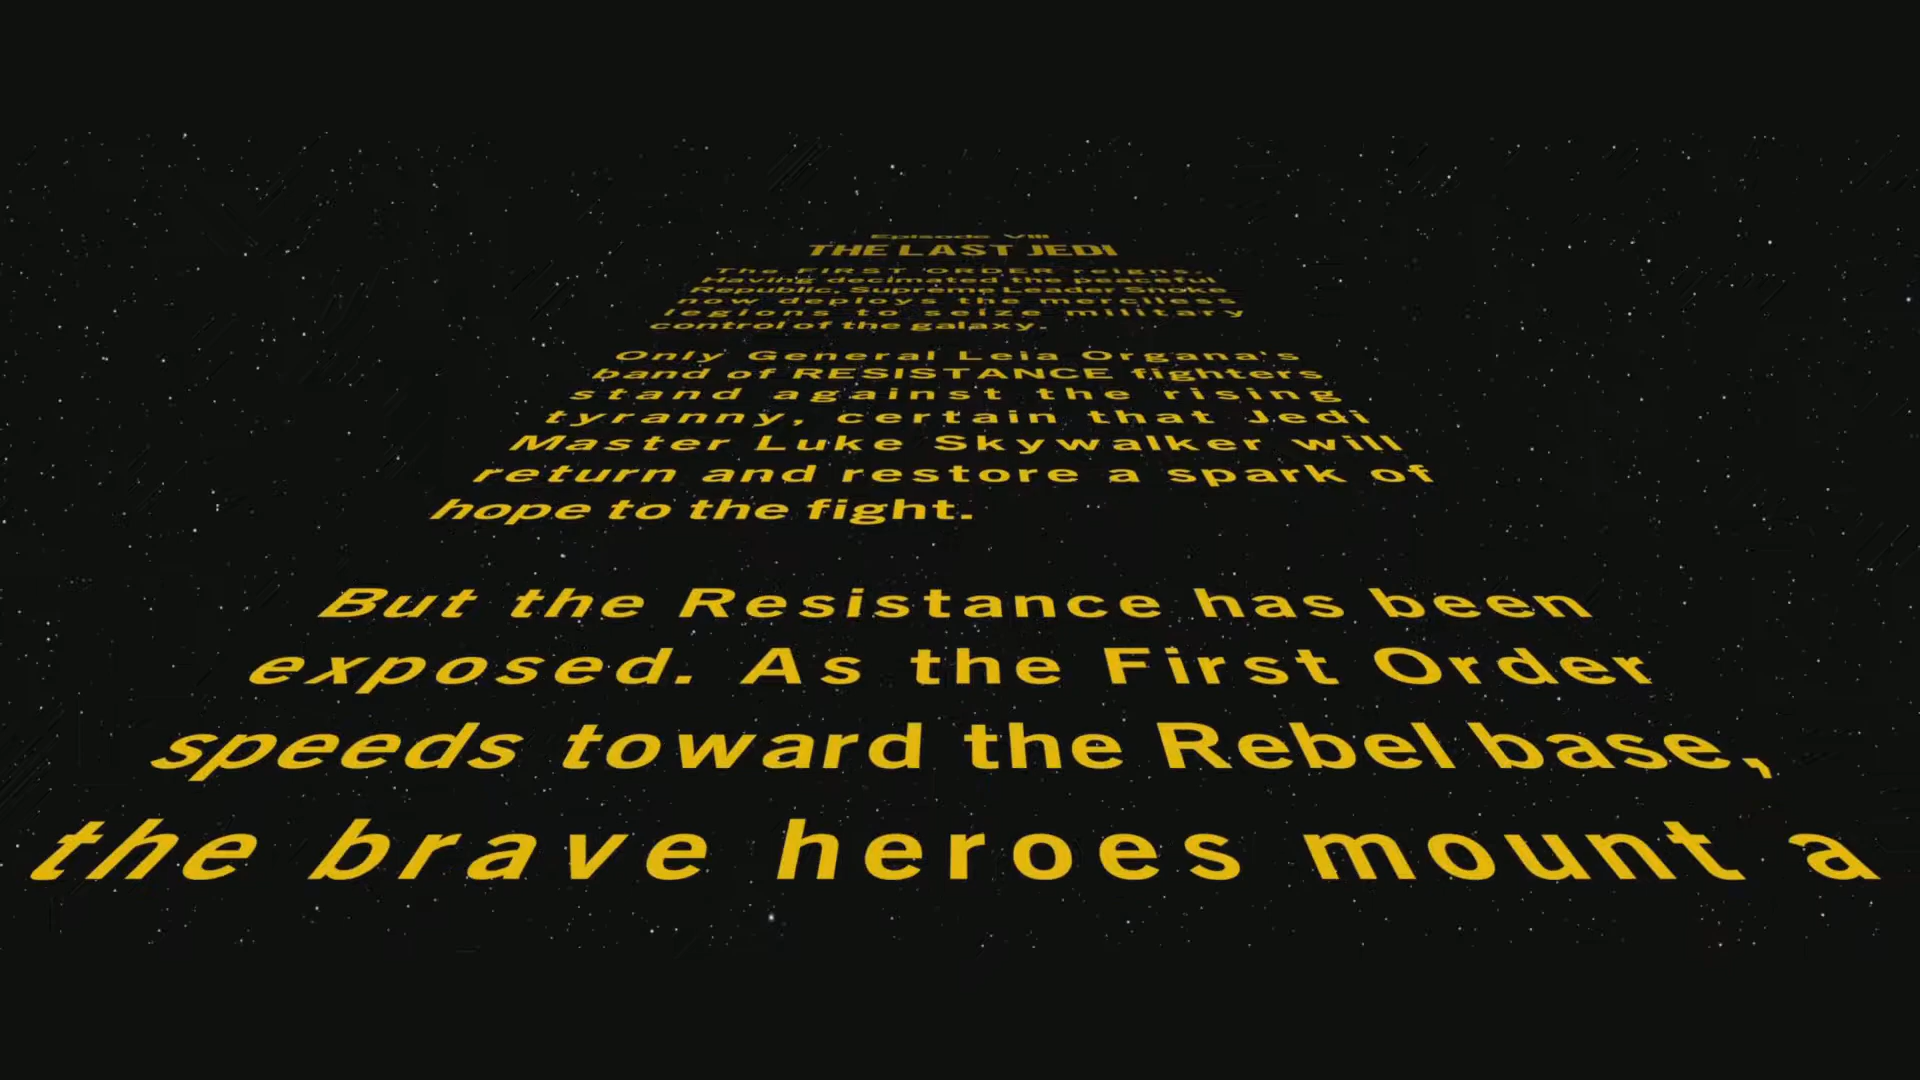 Episode VIII
THE LAST JEDI
The FIRST ORDER reigns.
Having decimated the peaceful
Republic, Supreme Leader Snoke
now deploys the merciless
legions to seize military
control of the galaxy.
Only General Leia Organa's
band of RESISTANCE fighters
stand against the rising
tyranny, certain that Jedi
Master Luke Skywalker will
return and restore a spark of
hope to the fight.
But the Resistance has been
exposed. As the First Order
speeds toward the Rebel base,
the brave heroes mount a